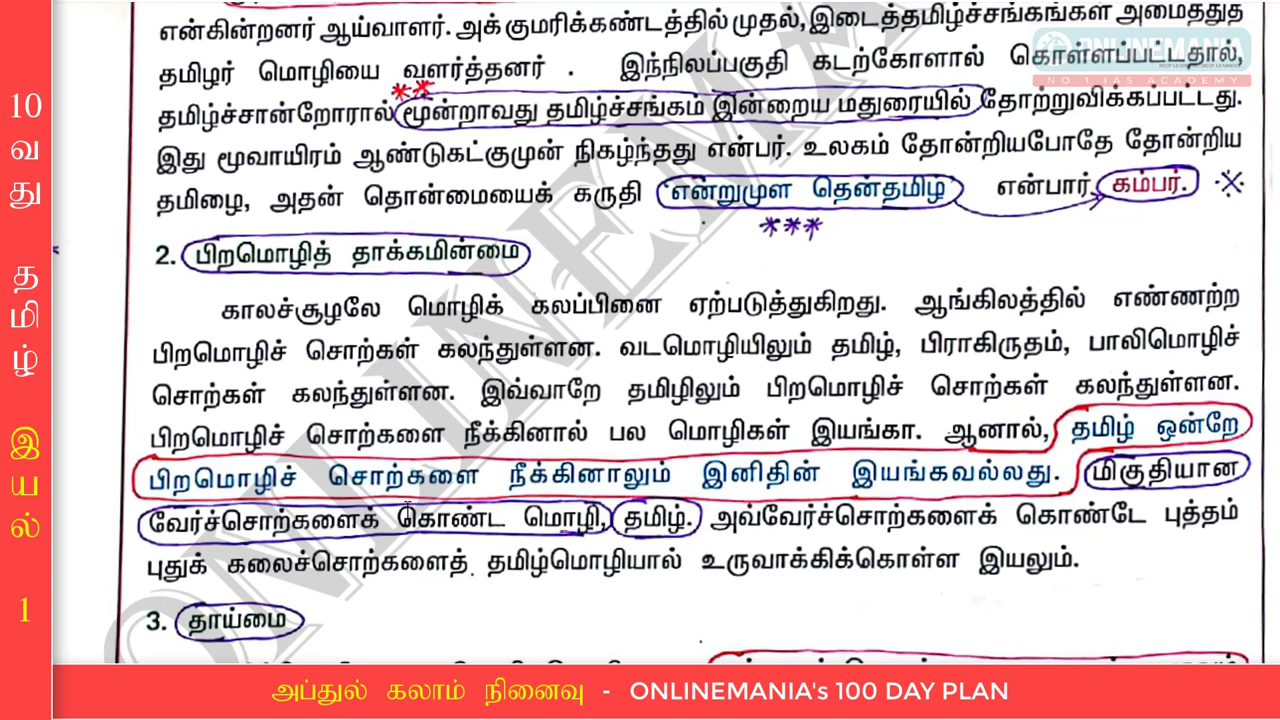 என்கின்றனர் ஆய்வாளர். அக் குமரிக்கண்டத்தில் முதல், இடைத்தமிழ்ச்சங்கங்கள் அமைத்துத்
தமிழர் மொழியை வளர்த்தனர் . இந்நிலப்பகுதி கடற்கோளால் கொள்ளப்பட்டதால்,
தமிழ்ச்சான்றோரால் மூன்றாவது தமிழ்ச்சங்கம் இன்றைய மதுரையில் தோற்றுவிக்கப்பட்டது.
இது மூவாயிரம் ஆண்டுகட்குமுன் நிகழ்ந்தது என்பர். உலகம் தோன்றியபோதே தோன்றிய
தமிழை, அதன் தொன்மையைக் கருதி ‘என்றுமுள தென்தமிழ்’ என்பார் கம்பர்.
2. பிறமொழித் தாக்கமின்மை
காலச்சூழலே மொழிக் கலப்பினை ஏற்படுத்துகிறது. ஆங்கிலத்தில் எண்ணற்ற
பிறமொழிச் சொற்கள் கலந்துள்ளன. வடமொழியிலும் தமிழ், பிராகிருதம், பாலிமொழிச்
சொற்கள் கலந்துள்ளன. இவ்வாறே தமிழிலும் பிறமொழிச் சொற்கள் கலந்துள்ளன.
பிறமொழிச் சொற்களை நீக்கினால் பல மொழிகள் இயங்கா. ஆனால், தமிழ் ஒன்றே
பிறமொழிச் சொற்களை நீக்கினாலும் இனிதின் இயங்கவல்லது. மிகுதியான
வேர்ச்சொற்களைக் கொண்ட மொழி, தமிழ். அவ்வேர்ச்சொற்களைக் கொண்டே புத்தம்
புதுக் கலைச்சொற்களைத் தமிழ்மொழியால் உருவாக்கிக்கொள்ள இயலும்.
3. தாய்மை
10வது தமிழ் இயல் 1
ONLINEMANIA
NO.1 IAS ACADEMY
அப்துல் கலாம் நினைவு - ONLINEMANIA's 100 DAY PLAN